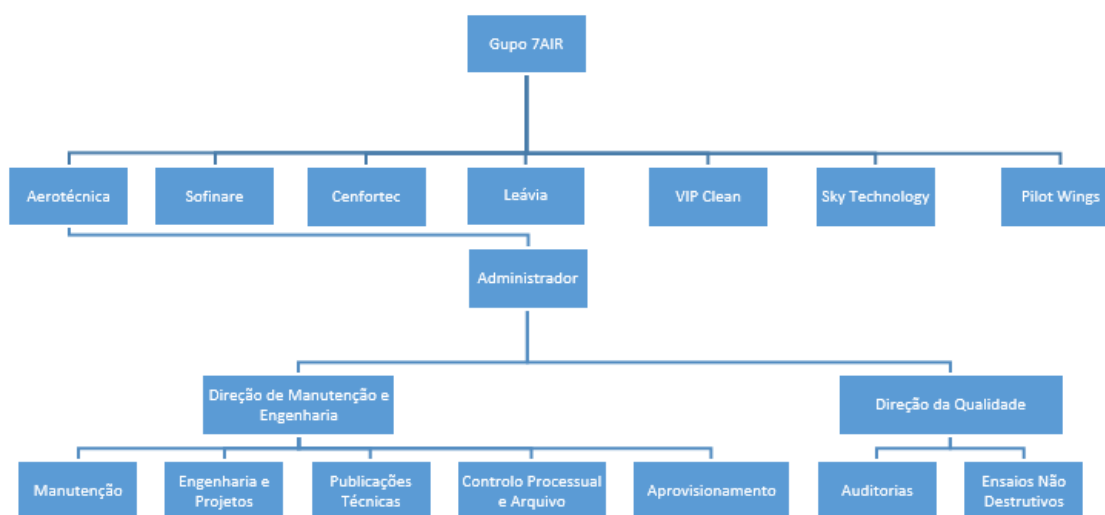 Gupo 7AIR
Aerotécnica
Sofinare
Cenfortec
Leávia
VIP Clean
Sky Technology
Pilot Wings
Administrador
Direção de Manutenção e
Engenharia
Direção da Qualidade
Manutenção
Engenharia e
Projetos
Publicações
Técnicas
Controlo Processual
e Arquivo
Aprovisionamento
Auditorias
Ensaios Não
Destrutivos